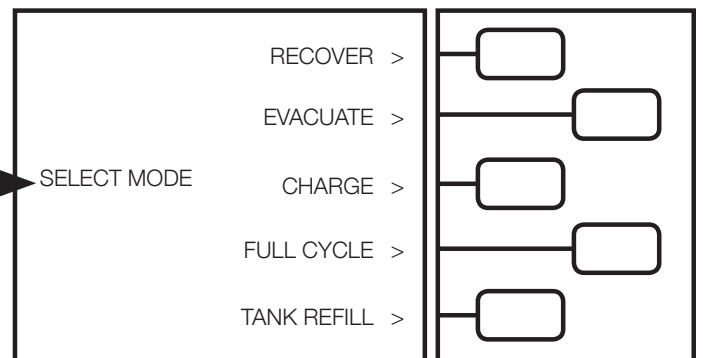 RECOVER >
EVACUATE >
SELECT MODE
CHARGE >
FULL CYCLE >
TANK REFILL >